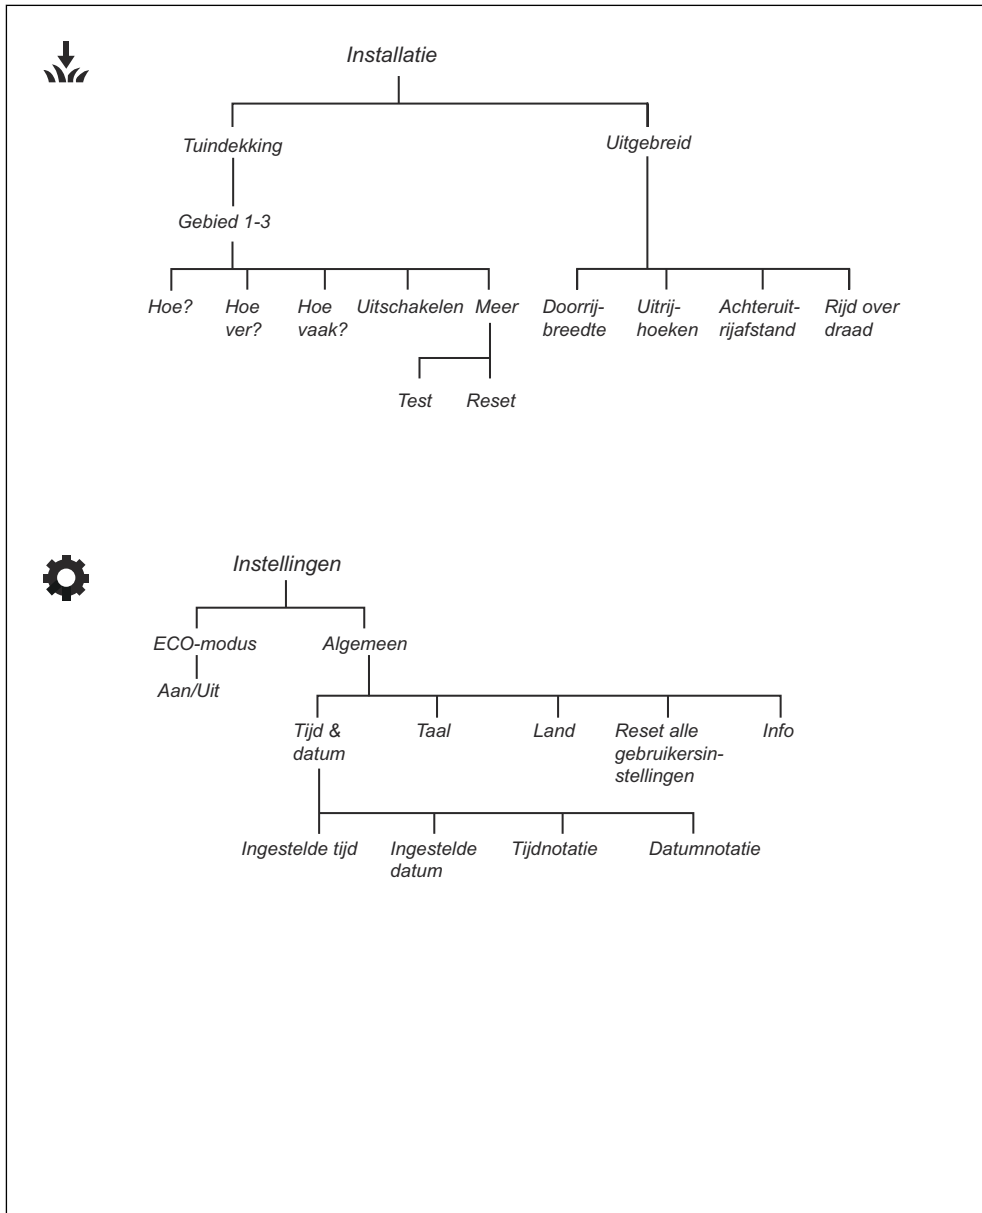 Installatie
Tuindekking
Uitgebreid
Gebied 1-3
Hoe?
Hoe
ver?
Hoe
vaak?
Uitschakelen
Meer
Doorrij-
breedte
Uitrij-
hoeken
Achteruit-
rijafstand
Rijd over
draad
Test
Reset
Instellingen
ECO-modus
Algemeen
Aan/Uit
Tijd &
datum
Taal
Land
Reset alle
gebruikersin-
stellingen
Info
Ingestelde tijd
Ingestelde
datum
Tijdnotatie
Datumnotatie